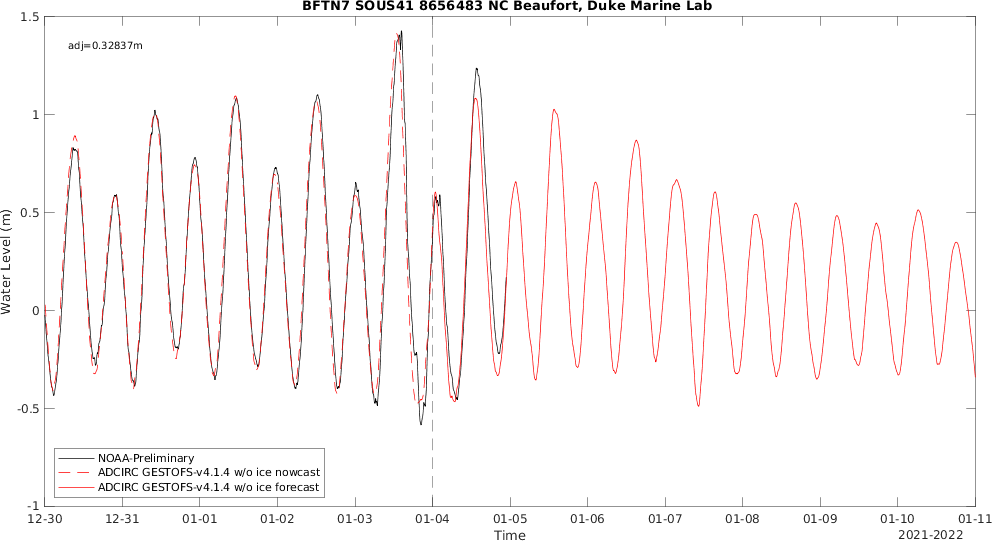 BFTN7 SOUS41 8656483 NC Beaufort, Duke Marine Lab
adj=0.32837m
Water Level (m)
1.5
1
0.5
0
-0.5
-1
NOAA-Preliminary
ADCIRC GESTOFS-v4.1.4 w/o ice nowcast
ADCIRC GESTOFS-v4.1.4 w/o ice forecast
12-30 12-31 01-01 01-02 01-03 01-04 01-05 01-06 01-07 01-08 01-09 01-10 01-11
Time
2021-2022